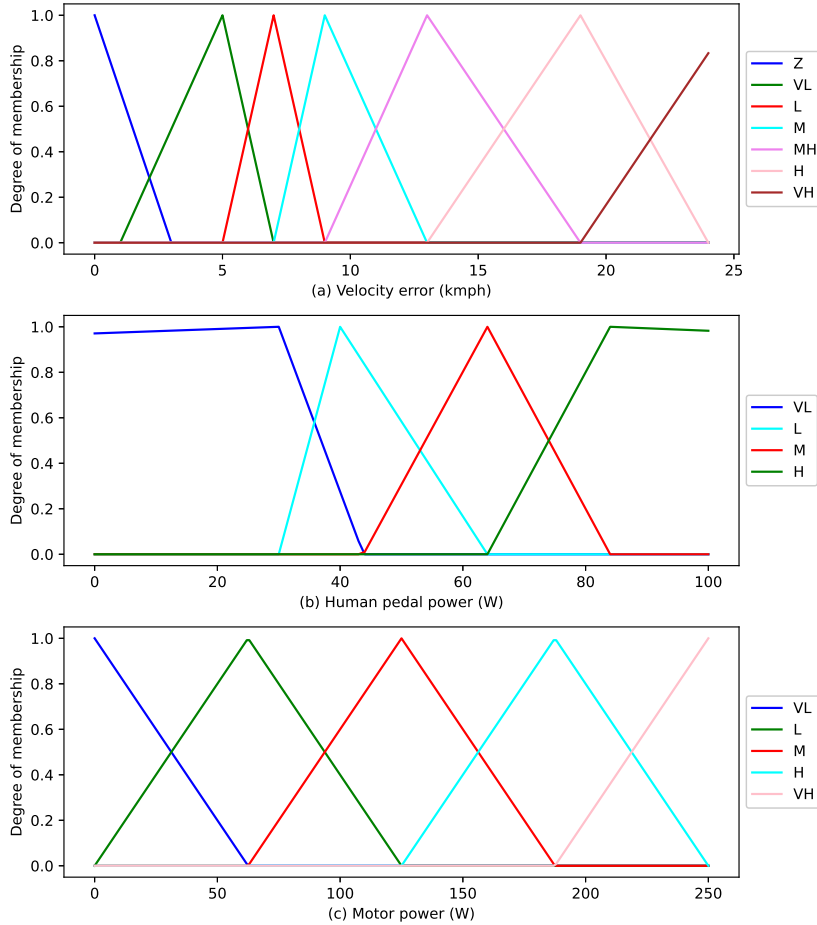 Degree of membership
1.0
0.8
0.6
0.4
0.2
0.0
0 5 10 15 20 25
(a) Velocity error (kmph)
Z
VL
L
M
MH
H
VH
Degree of membership
1.0
0.8
0.6
0.4
0.2
0.0
0 20 40 60 80 100
(b) Human pedal power (W)
VL
L
M
H
Degree of membership
1.0
0.8
0.6
0.4
0.2
0.0
0 50 100 150 200 250
(c) Motor power (W)
VL
L
M
H
VH